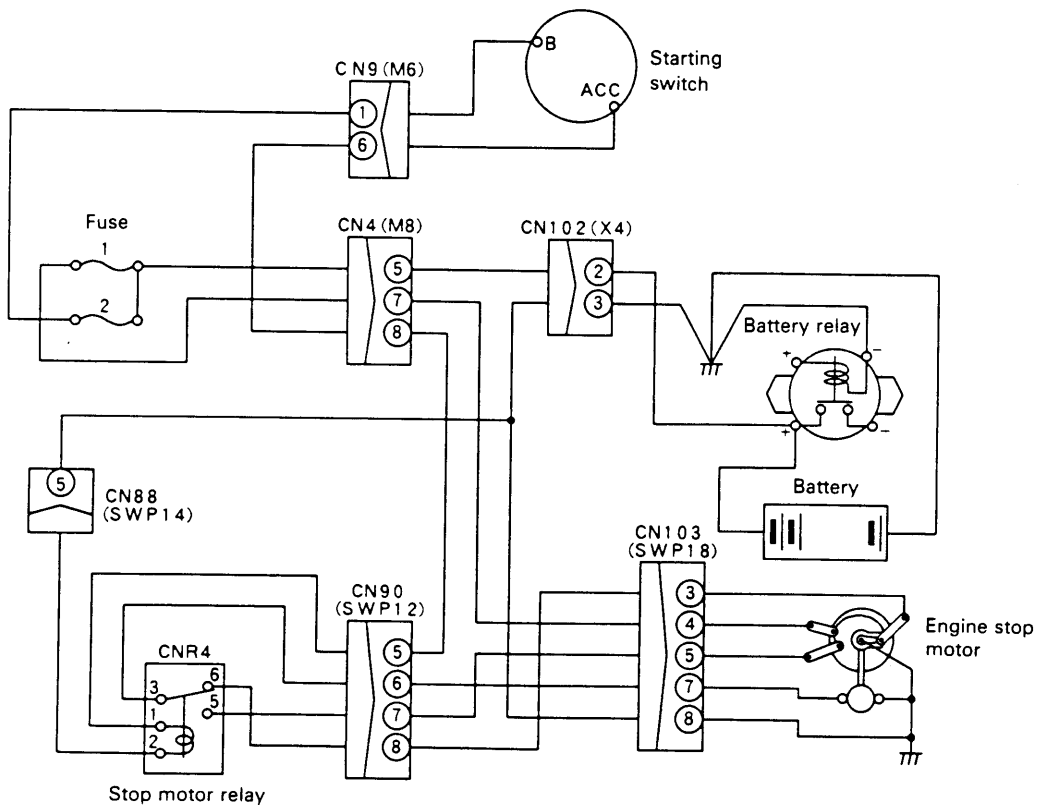 CN9(M6)
B
Starting
switch
ACC
1
6
Fuse
1
2
CN4(M8)
5
7
8
CN102(X4)
2
3
Battery relay
+
-
+
-
Battery
5
CN88
(SWP14)
CN90
(SWP12)
5
6
7
8
CN103
(SWP18)
3
4
5
7
8
Engine stop
motor
CNR4
6
3
5
1
2
Stop motor relay